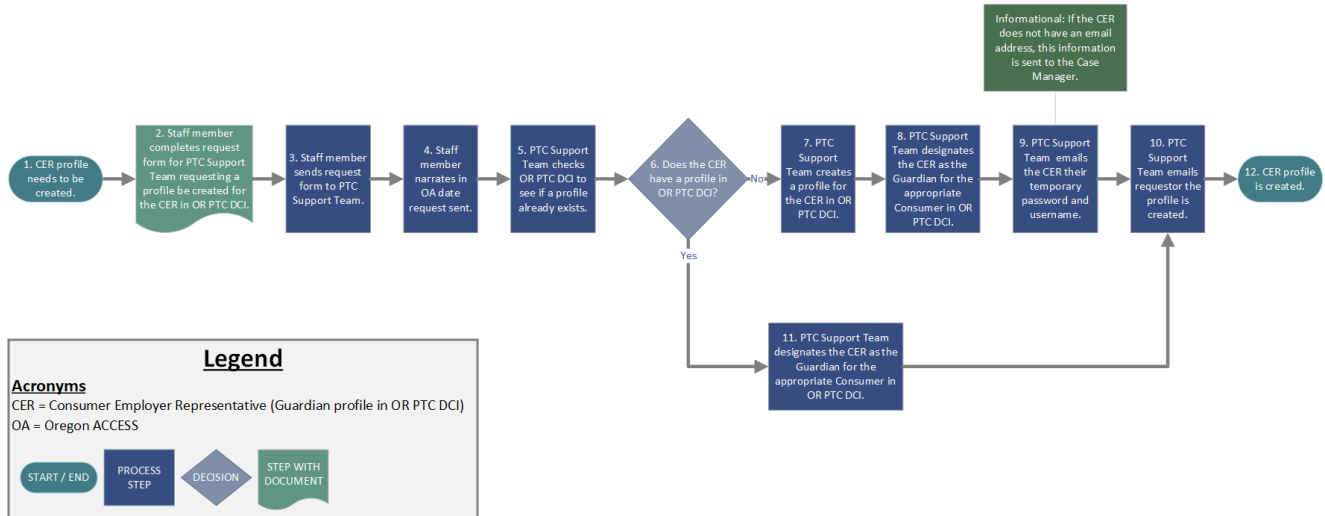 Informational: If the CER
does not have an email
address, this information
is sent to the Case
Manager.
1. CER profile
needs to be
created.
2. Staff member
completes request
form for PTC Support
Team requesting a
profile be created for
the CER in OR PTC DCI.
3. Staff member
sends request
form to PTC
Support Team.
4. Staff
member
narrates in
OA date
request sent.
5. PTC Support
Team checks
OR PTC DCI to
see if a profile
already exists.
6. Does the CER
have a profile in
OR PTC DCI?
No
7. PTC
Support
Team creates
a profile for
the CER in OR
PTC DCI.
8. PTC Support
Team designates
the CER as the
Guardian for the
appropriate
Consumer in OR
PTC DCI.
9. PTC Support
Team emails
the CER their
temporary
password and
username.
10. PTC
Support
Team emails
requestor the
profile is
created.
12. CER profile
is created.
Yes
11. PTC Support Team
designates the CER as the
Guardian for the
appropriate Consumer in
OR PTC DCI.
Legend
Acronyms
CER = Consumer Employer Representative (Guardian profile in OR PTC DCI)
OA = Oregon ACCESS
START / END
PROCESS
STEP
DECISION
STEP WITH
DOCUMENT